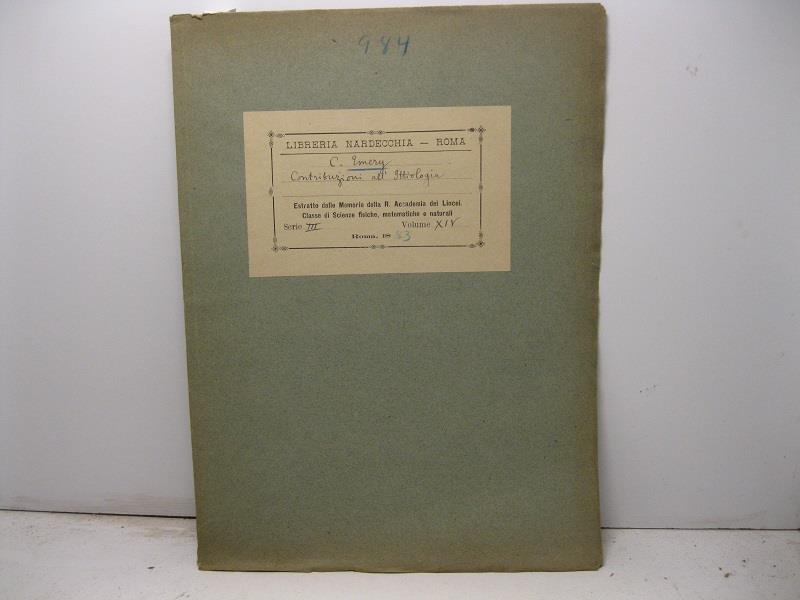 984
LIBRERIA NARDECCHIA — ROMA
C. Emery
Contribuzioni all' Ittiologia
Estratto dalle Memorie della R. Accademia dei Lincei.
Classe di Scienze fisiche, matematiche e naturali
Serie III Volume XIV
Roma, 1883